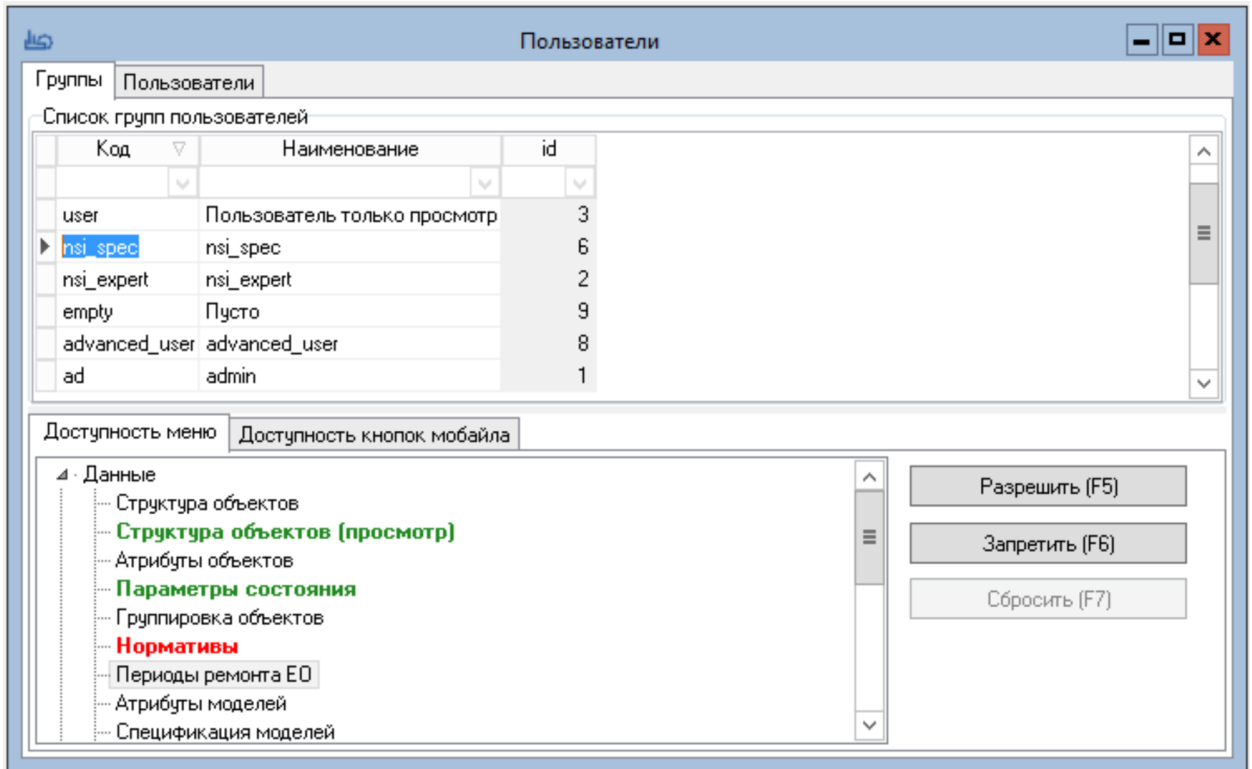 Пользователи
Группы Пользователи
Список групп пользователей
Код Наименование id
user Пользователь только просмотр 3
nsi_spec nsi_spec 6
nsi_expert nsi_expert 2
empty Пусто 9
advanced_user advanced_user 8
ad admin 1
Доступность меню Доступность кнопок мобайла
Данные
Структура объектов
Структура объектов (просмотр)
Атрибуты объектов
Параметры состояния
Группировка объектов
Нормативы
Периоды ремонта ЕО
Атрибуты моделей
Спецификация моделей
Разрешить (F5)
Запретить (F6)
Сбросить (F7)